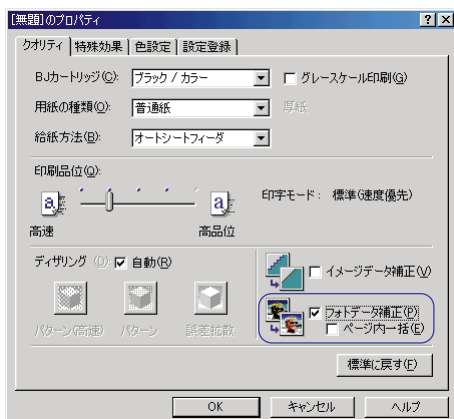 [無題]のプロパティ
クオリティ 特殊効果 色設定 設定登録
BJカートリッジ(C): ブラック / カラー グレースケール印刷(G)
用紙の種類(O): 普通紙 厚紙
給紙方法(B): オートシートフィーダ
印刷品位(Q):
印字モード： 標準(速度優先)
高速 高品位
ディザリング (D): 自動(R)
イメージデータ補正(V)
フォトデータ補正(P)
ページ内一括(E)
パターン(高速) パターン 誤差拡散
標準に戻す(F)
OK キャンセル ヘルプ